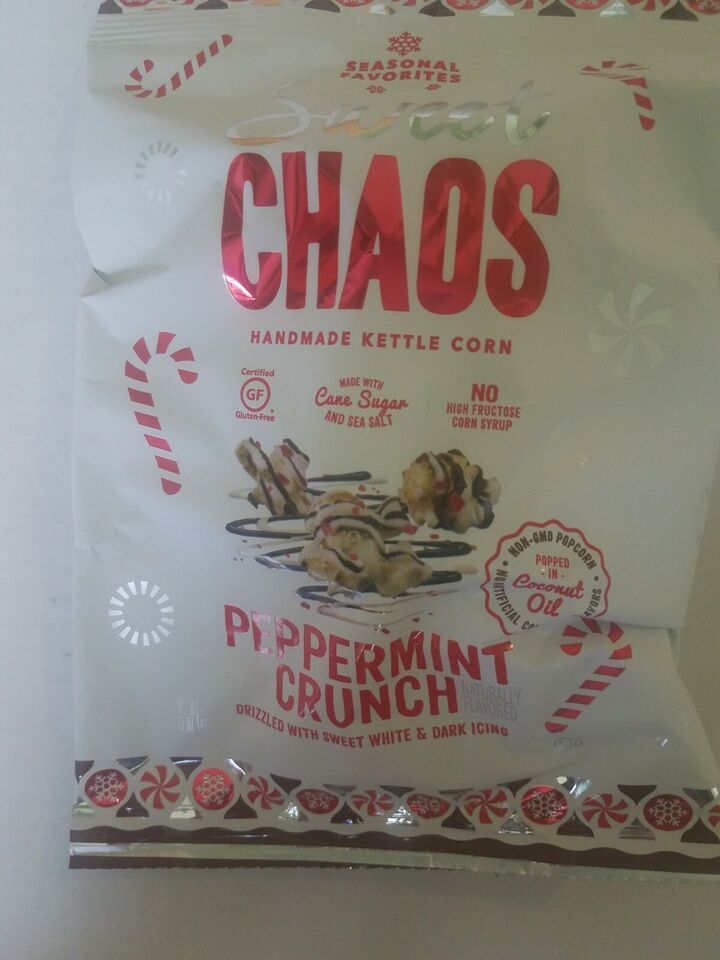 SEASONAL
FAVORITES
Sweet
CHAOS
HANDMADE KETTLE CORN
Certified
GF
Gluten-Free
MADE WITH
Cane Sugar
AND SEA SALT
NO
HIGH FRUCTOSE
CORN SYRUP
NON-GMO POPCORN
POPPED
- IN -
Coconut
Oil
PEPPERMINT
CRUNCH
NATURALLY
FLAVORED
DRIZZLED WITH SWEET WHITE & DARK ICING